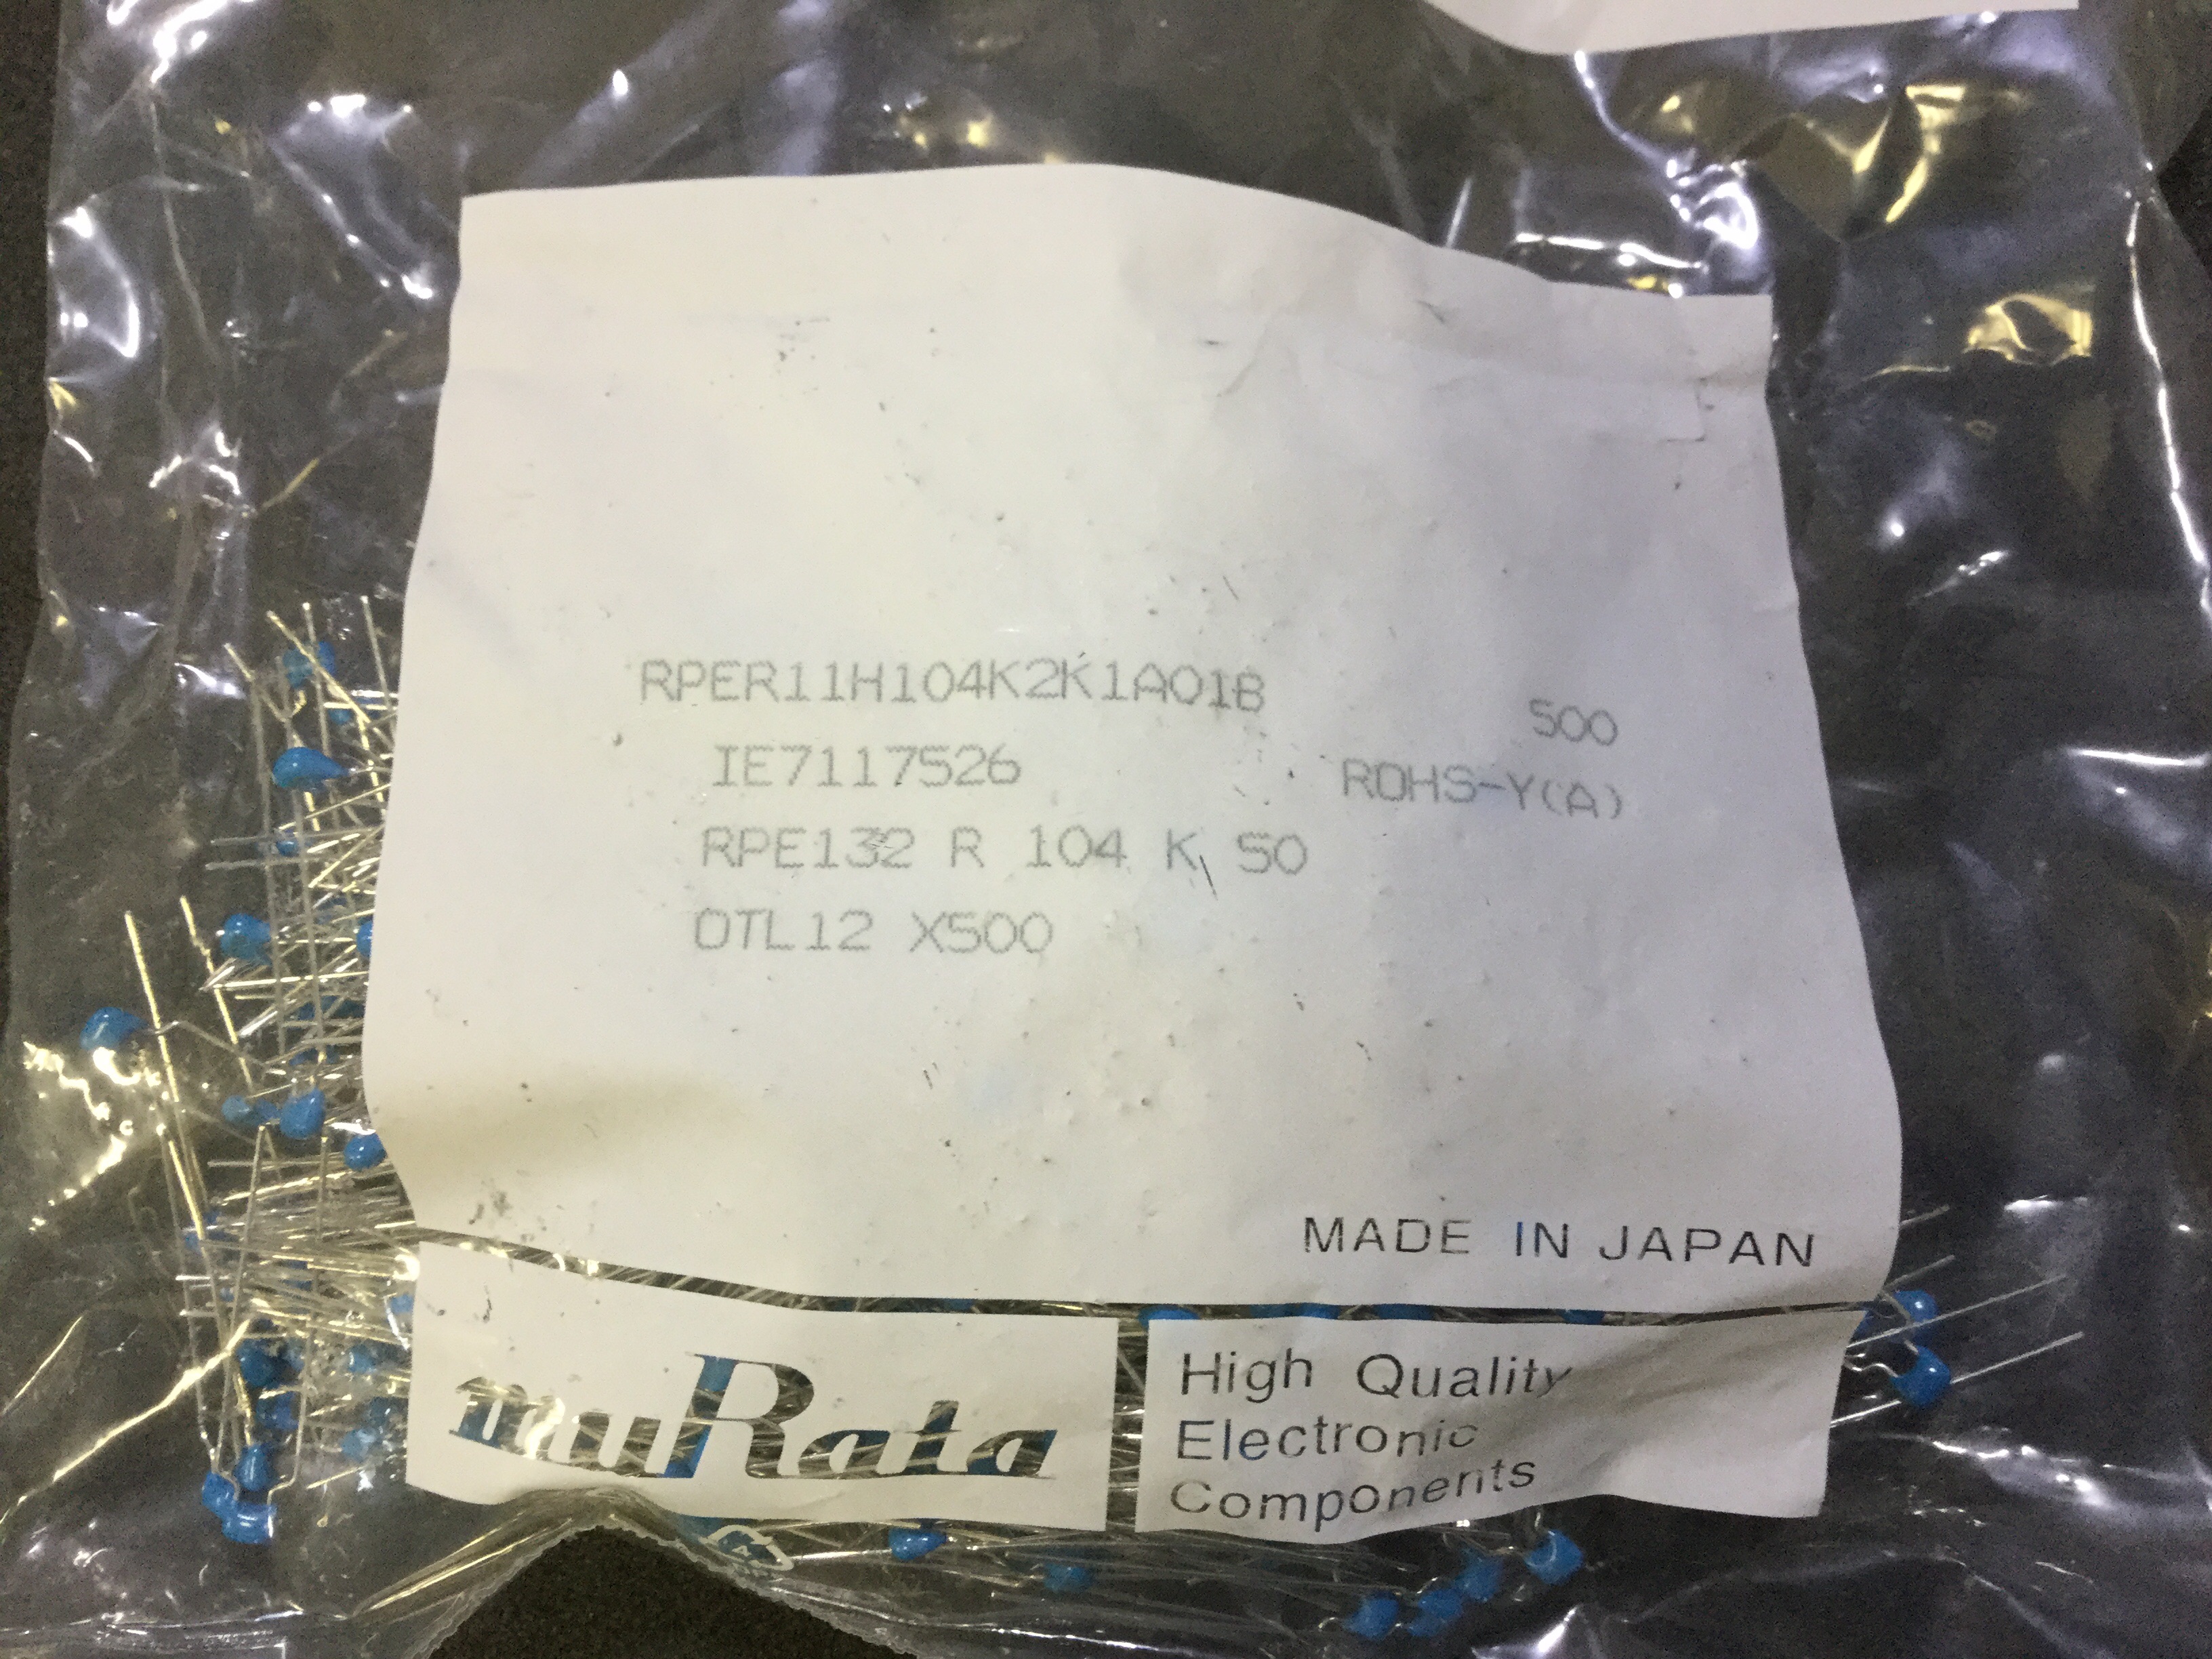 RPER11H104K2K1A01B
500
IE7117526
ROHS-Y(A)
RPE132 R 104 K 50
OTL12 X500
MADE IN JAPAN
muRata
High Quality
Electronic
Components